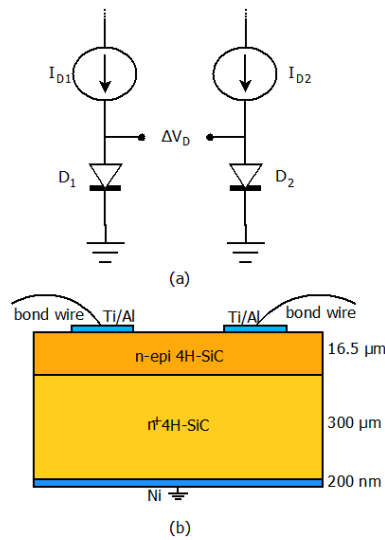 I_D1
I_D2
ΔV_D
D_1
D_2
(a)
bond wire
Ti/Al
Ti/Al
bond wire
n-epi 4H-SiC
16.5 μm
n⁺4H-SiC
300 μm
200 nm
Ni
(b)